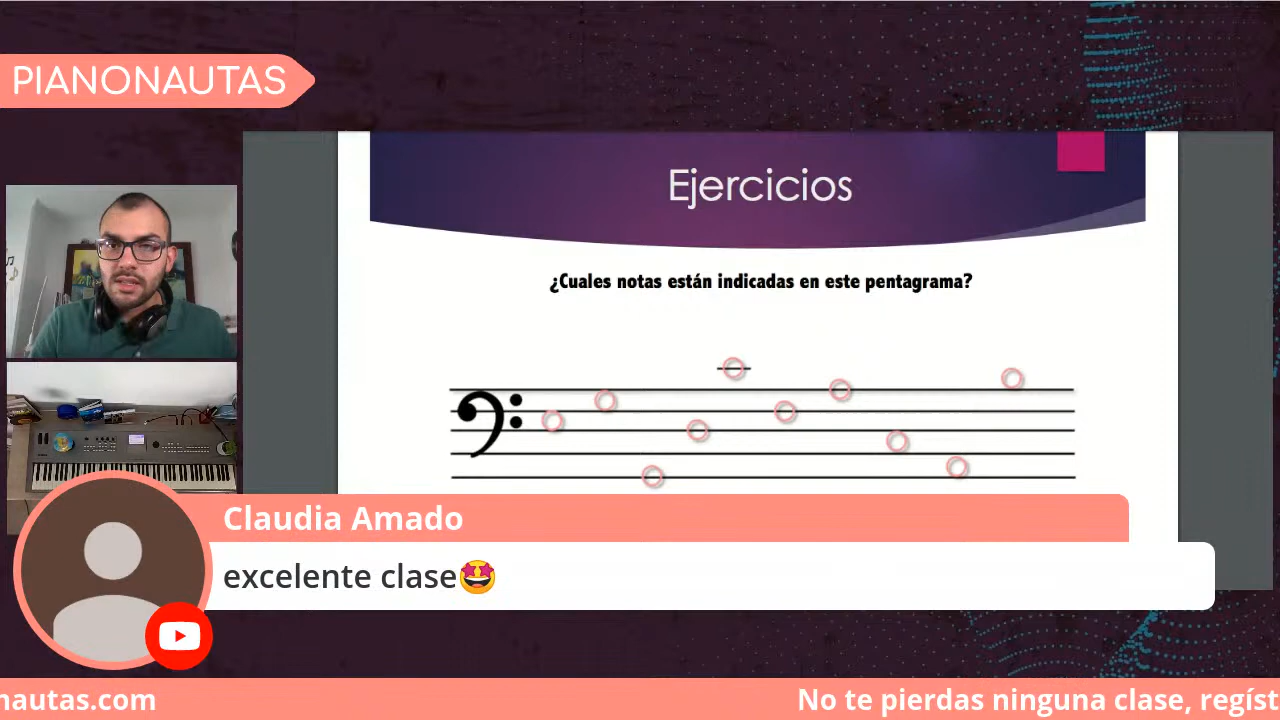 PIANONAUTAS
Ejercicios
¿Cuales notas están indicadas en este pentagrama?
Claudia Amado
excelente clase🤩
nautas.com
No te pierdas ninguna clase, regíst